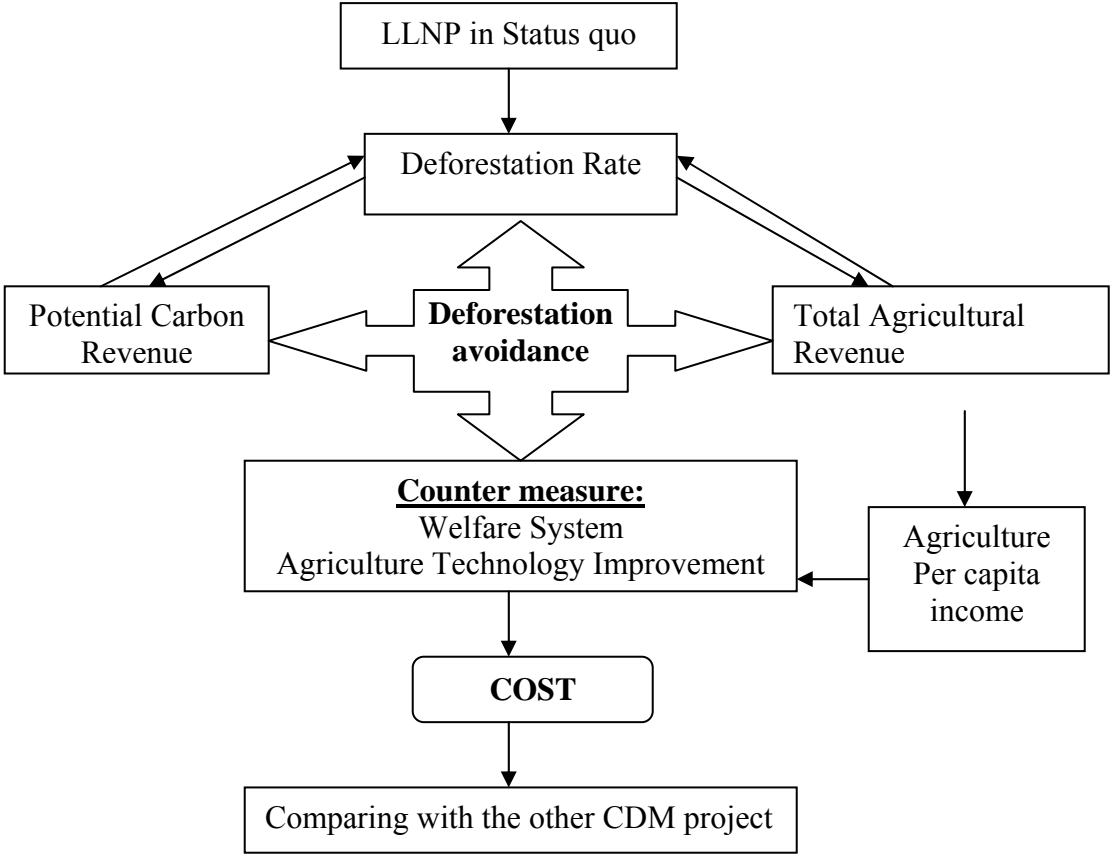 LLNP in Status quo
Deforestation Rate
Potential Carbon
Revenue
Deforestation
avoidance
Total Agricultural
Revenue
Counter measure:
Welfare System
Agriculture Technology Improvement
Agriculture
Per capita
income
COST
Comparing with the other CDM project